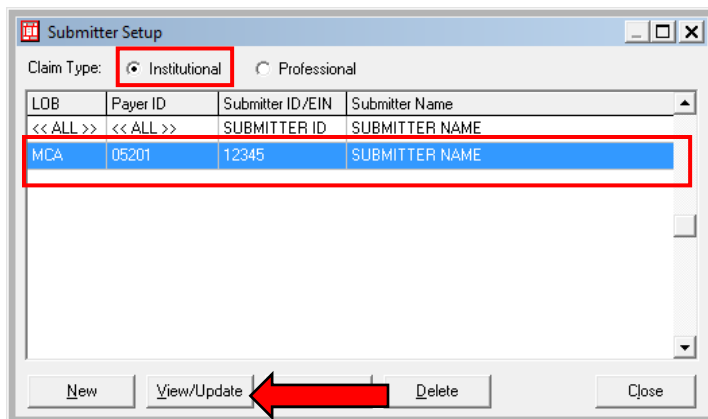 Submitter Setup
Claim Type: Institutional Professional
LOB Payer ID Submitter ID/EIN Submitter Name
<< ALL >> << ALL >> SUBMITTER ID SUBMITTER NAME
MCA 05201 12345 SUBMITTER NAME
New View/Update Delete Close